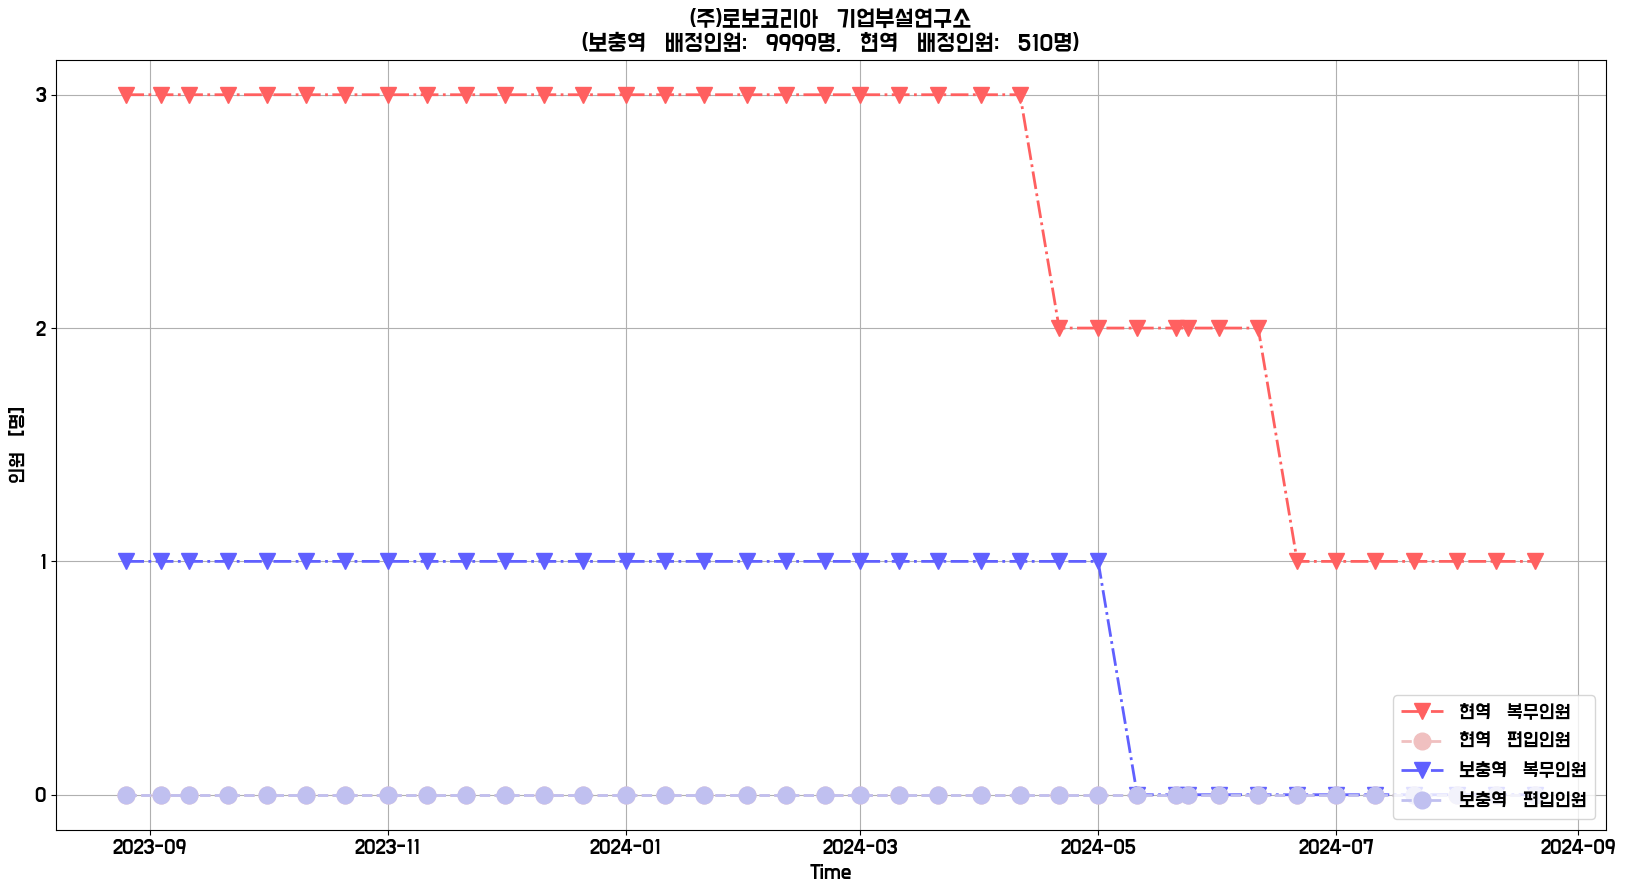 (주)로보코리아 기업부설연구소
(보충역 배정인원: 9999명, 현역 배정인원: 510명)
3
2
1
0
인원 [명]
2023-09 2023-11 2024-01 2024-03 2024-05 2024-07 2024-09
Time
현역 복무인원
현역 편입인원
보충역 복무인원
보충역 편입인원